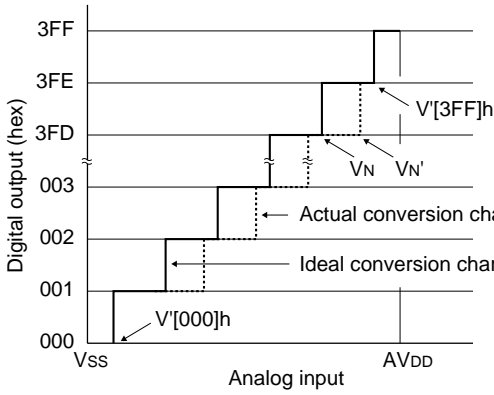 3FF
3FE
V'[3FF]h
3FD
VN
VN'
Digital output (hex)
003
Actual conversion cha
002
Ideal conversion char
001
V'[000]h
000
VSS
AVDD
Analog input